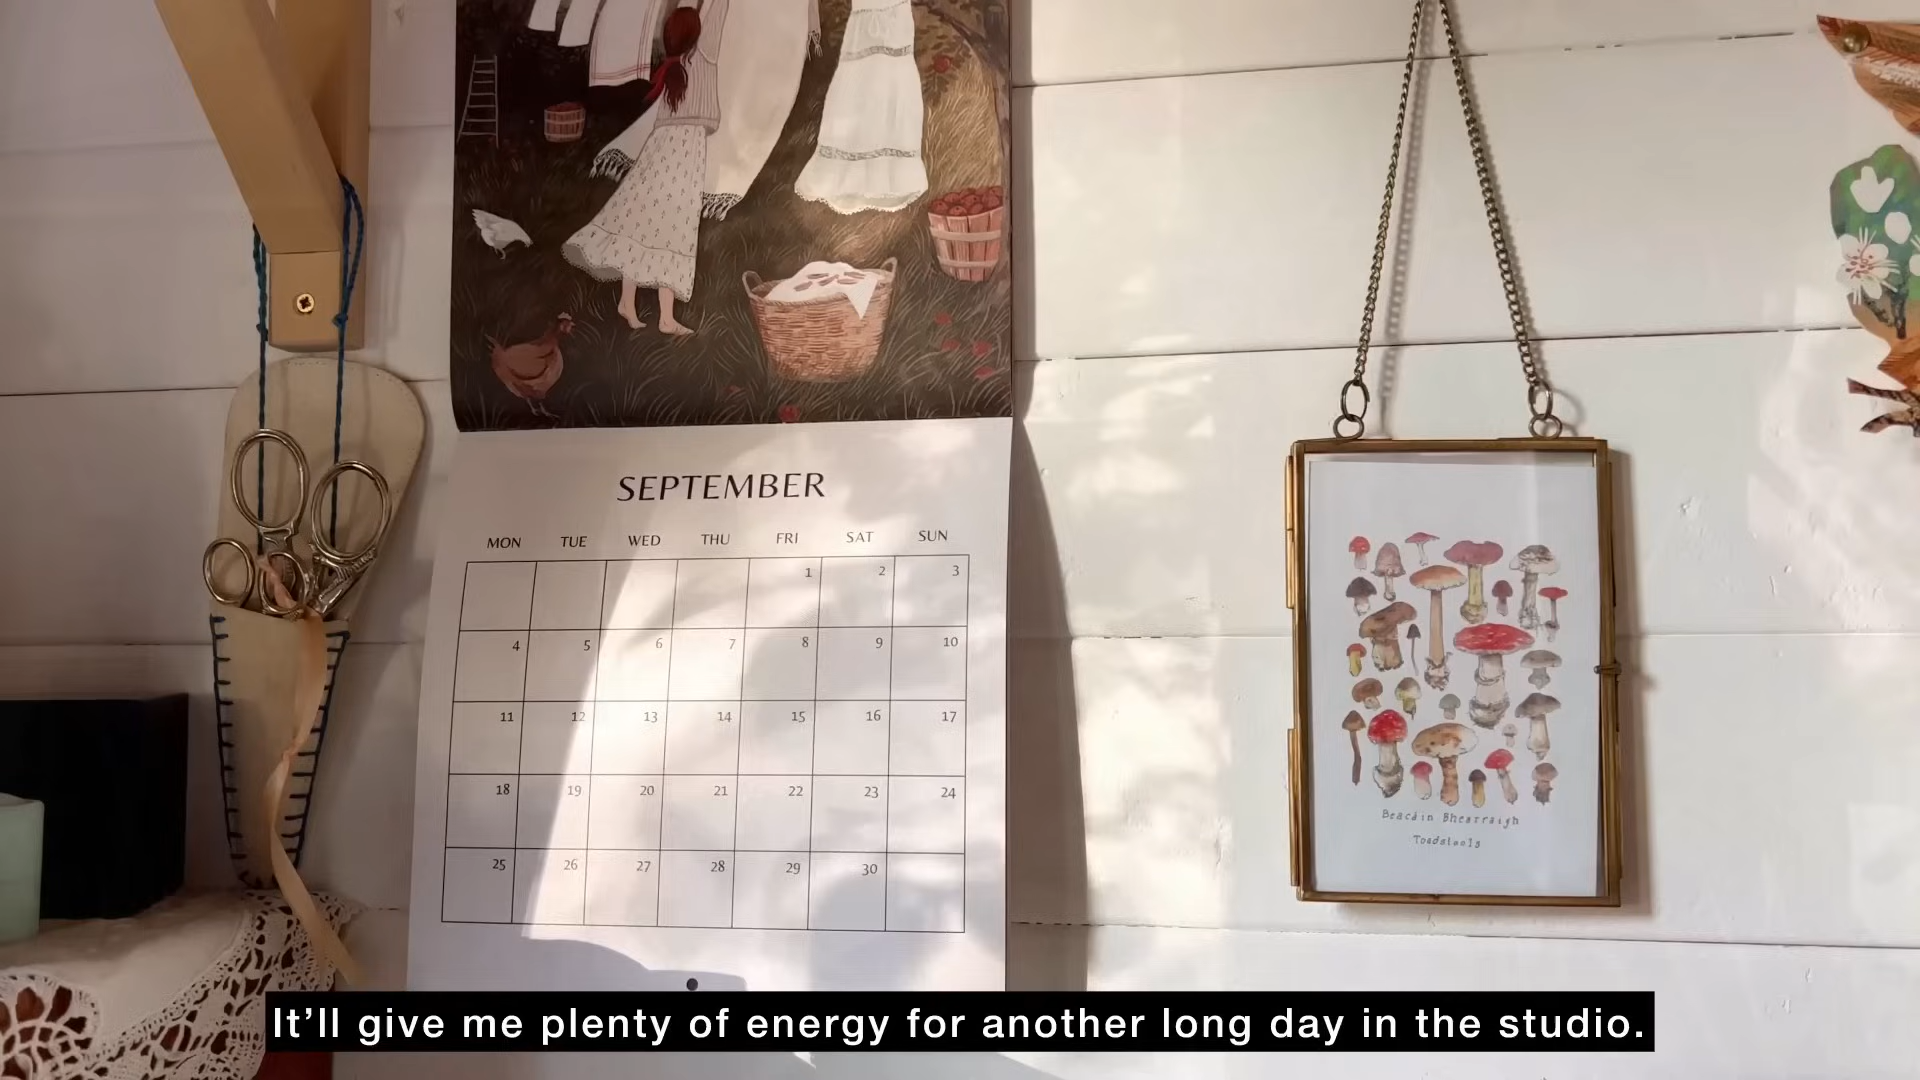 SEPTEMBER
MON TUE WED THU FRI SAT SUN
1 2 3
4 5 6 7 8 9 10
11 12 13 14 15 16 17
18 19 20 21 22 23 24
25 26 27 28 29 30
Beacáin Bhearraigh
Toadstools
It’ll give me plenty of energy for another long day in the studio.